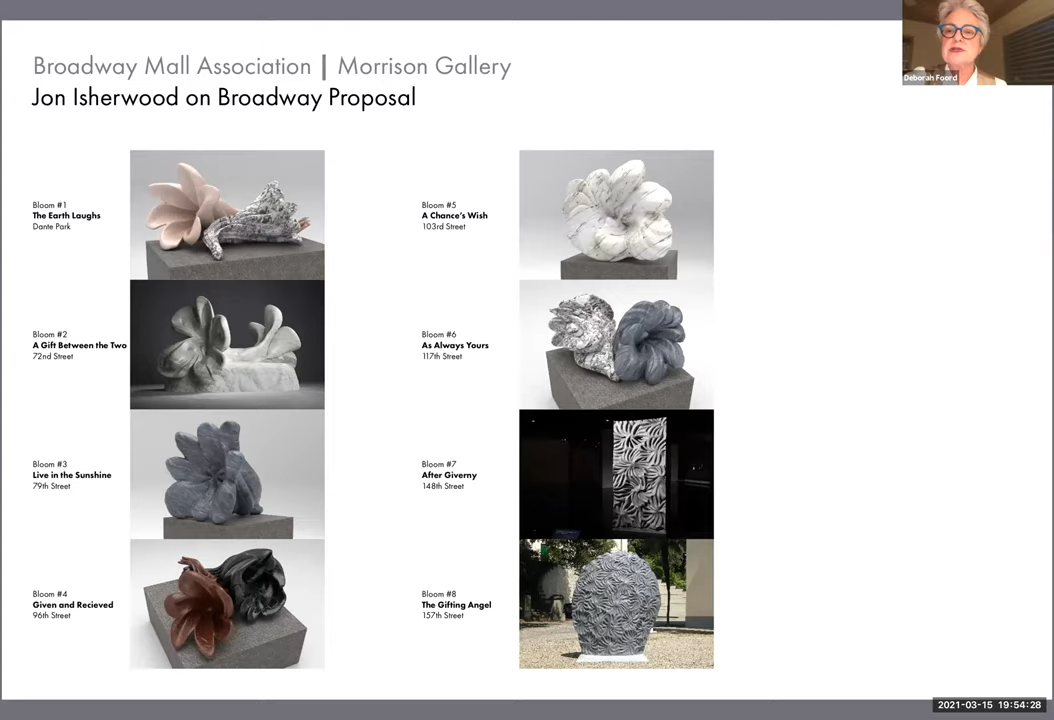 Broadway Mall Association | Morrison Gallery
Jon Isherwood on Broadway Proposal
Deborah Foord
Bloom #1
The Earth Laughs
Dante Park
Bloom #2
A Gift Between the Two
72nd Street
Bloom #3
Live in the Sunshine
79th Street
Bloom #4
Given and Recieved
96th Street
Bloom #5
A Chance's Wish
103rd Street
Bloom #6
As Always Yours
117th Street
Bloom #7
After Giverny
148th Street
Bloom #8
The Gifting Angel
157th Street
2021-03-15 19:54:28